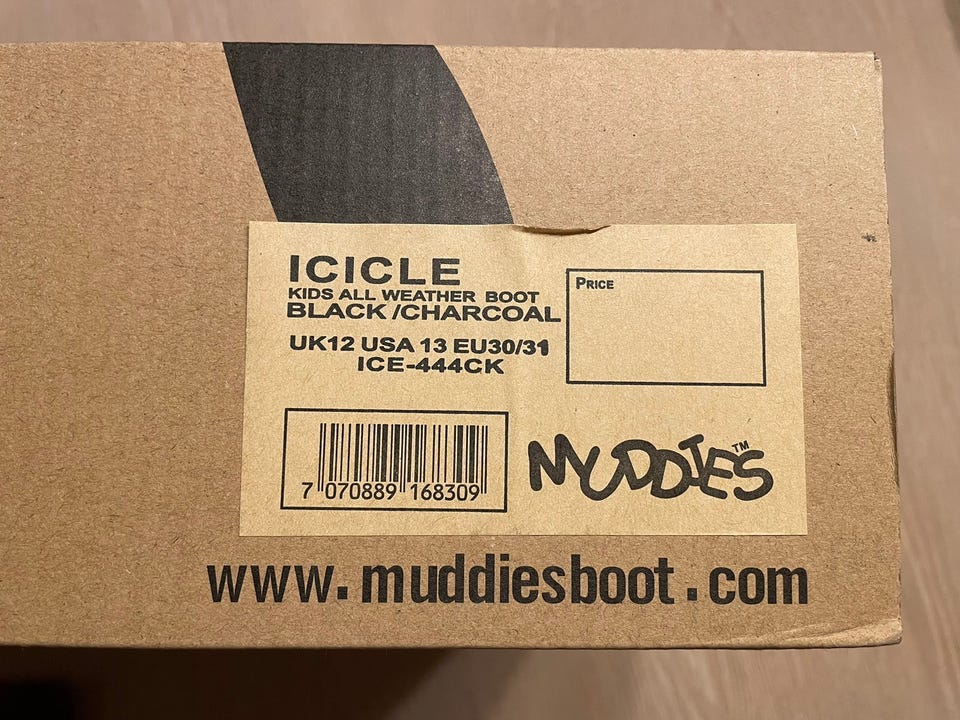 ICICLE
KIDS ALL WEATHER BOOT
BLACK /CHARCOAL
UK12 USA 13 EU30/31
ICE-444CK
PRICE
7 070889 168309
MUDDIES™
www.muddiesboot.com